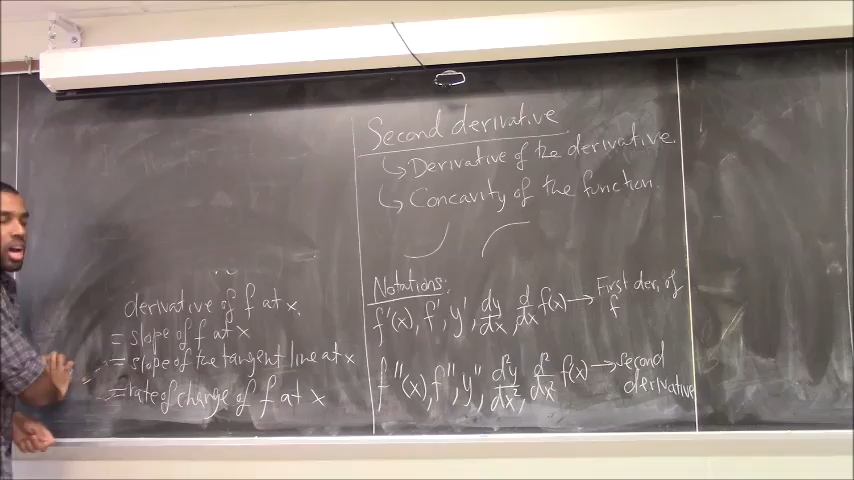 derivative of f at x.
= slope of f at x
= slope of the tangent line at x
= rate of change of f at x
Second derivative
↳ Derivative of the derivative.
↳ Concavity of the function.
Notations:
f'(x), f', y', dy/dx, d/dx f(x) → First der. of f
f''(x), f'', y'', d²y/dx², d²/dx² f(x) → second derivative